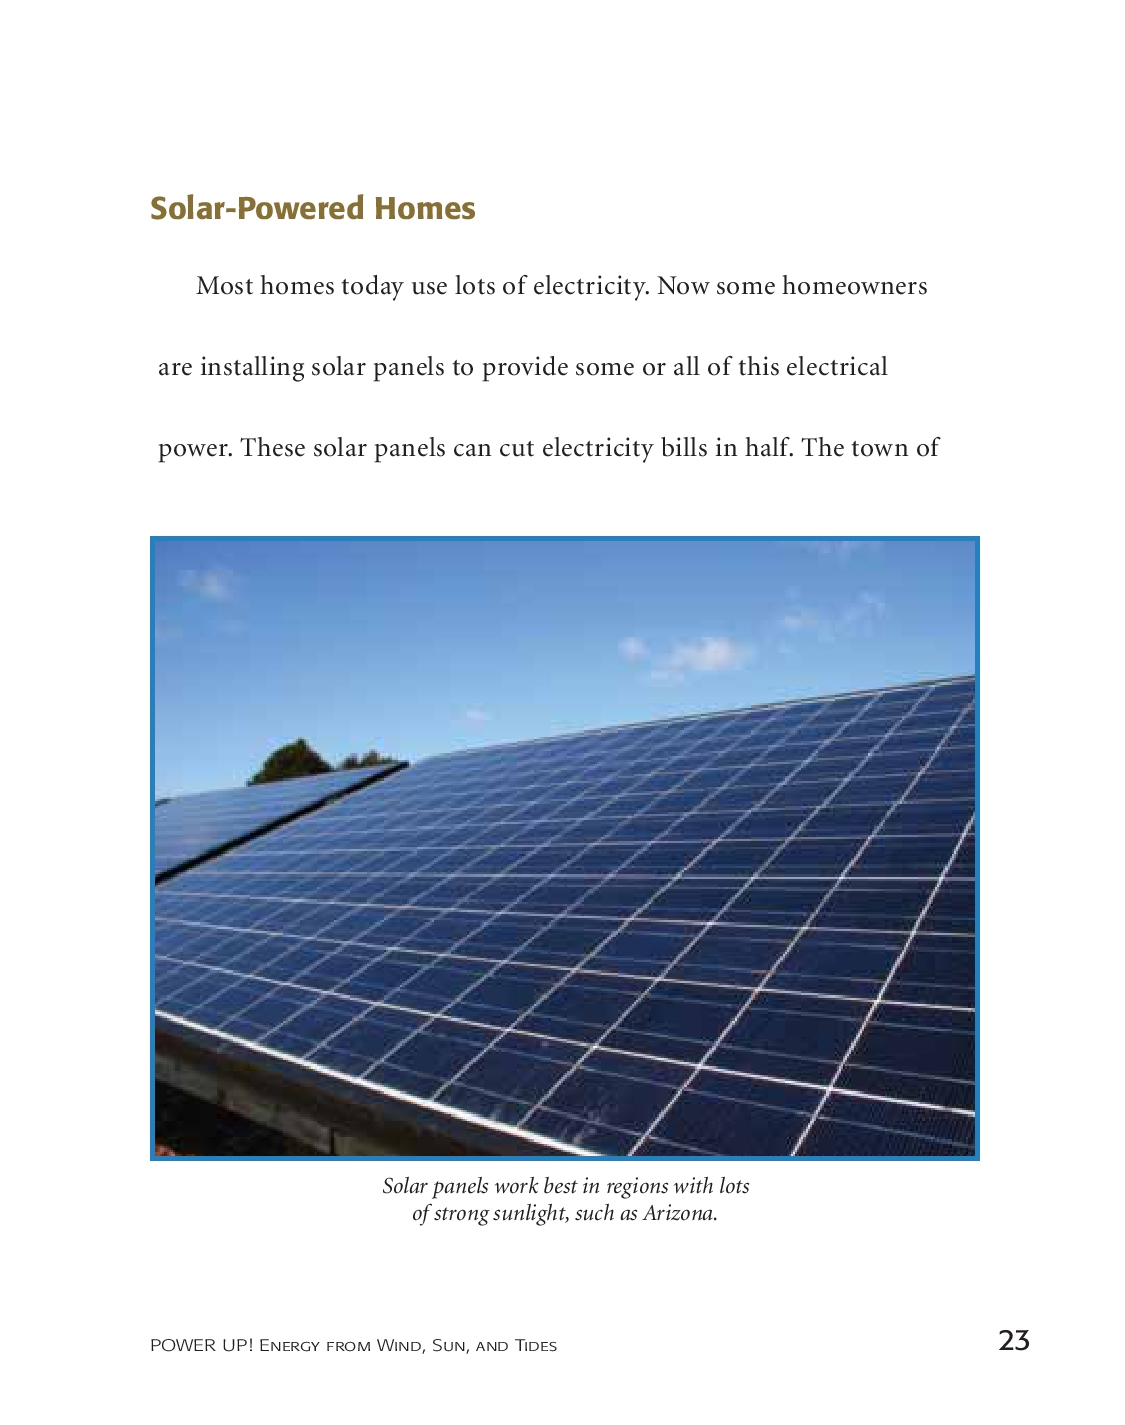 Solar-Powered Homes
Most homes today use lots of electricity. Now some homeowners
are installing solar panels to provide some or all of this electrical
power. These solar panels can cut electricity bills in half. The town of
Solar panels work best in regions with lots
of strong sunlight, such as Arizona.
POWER UP! Energy from Wind, Sun, and Tides
23